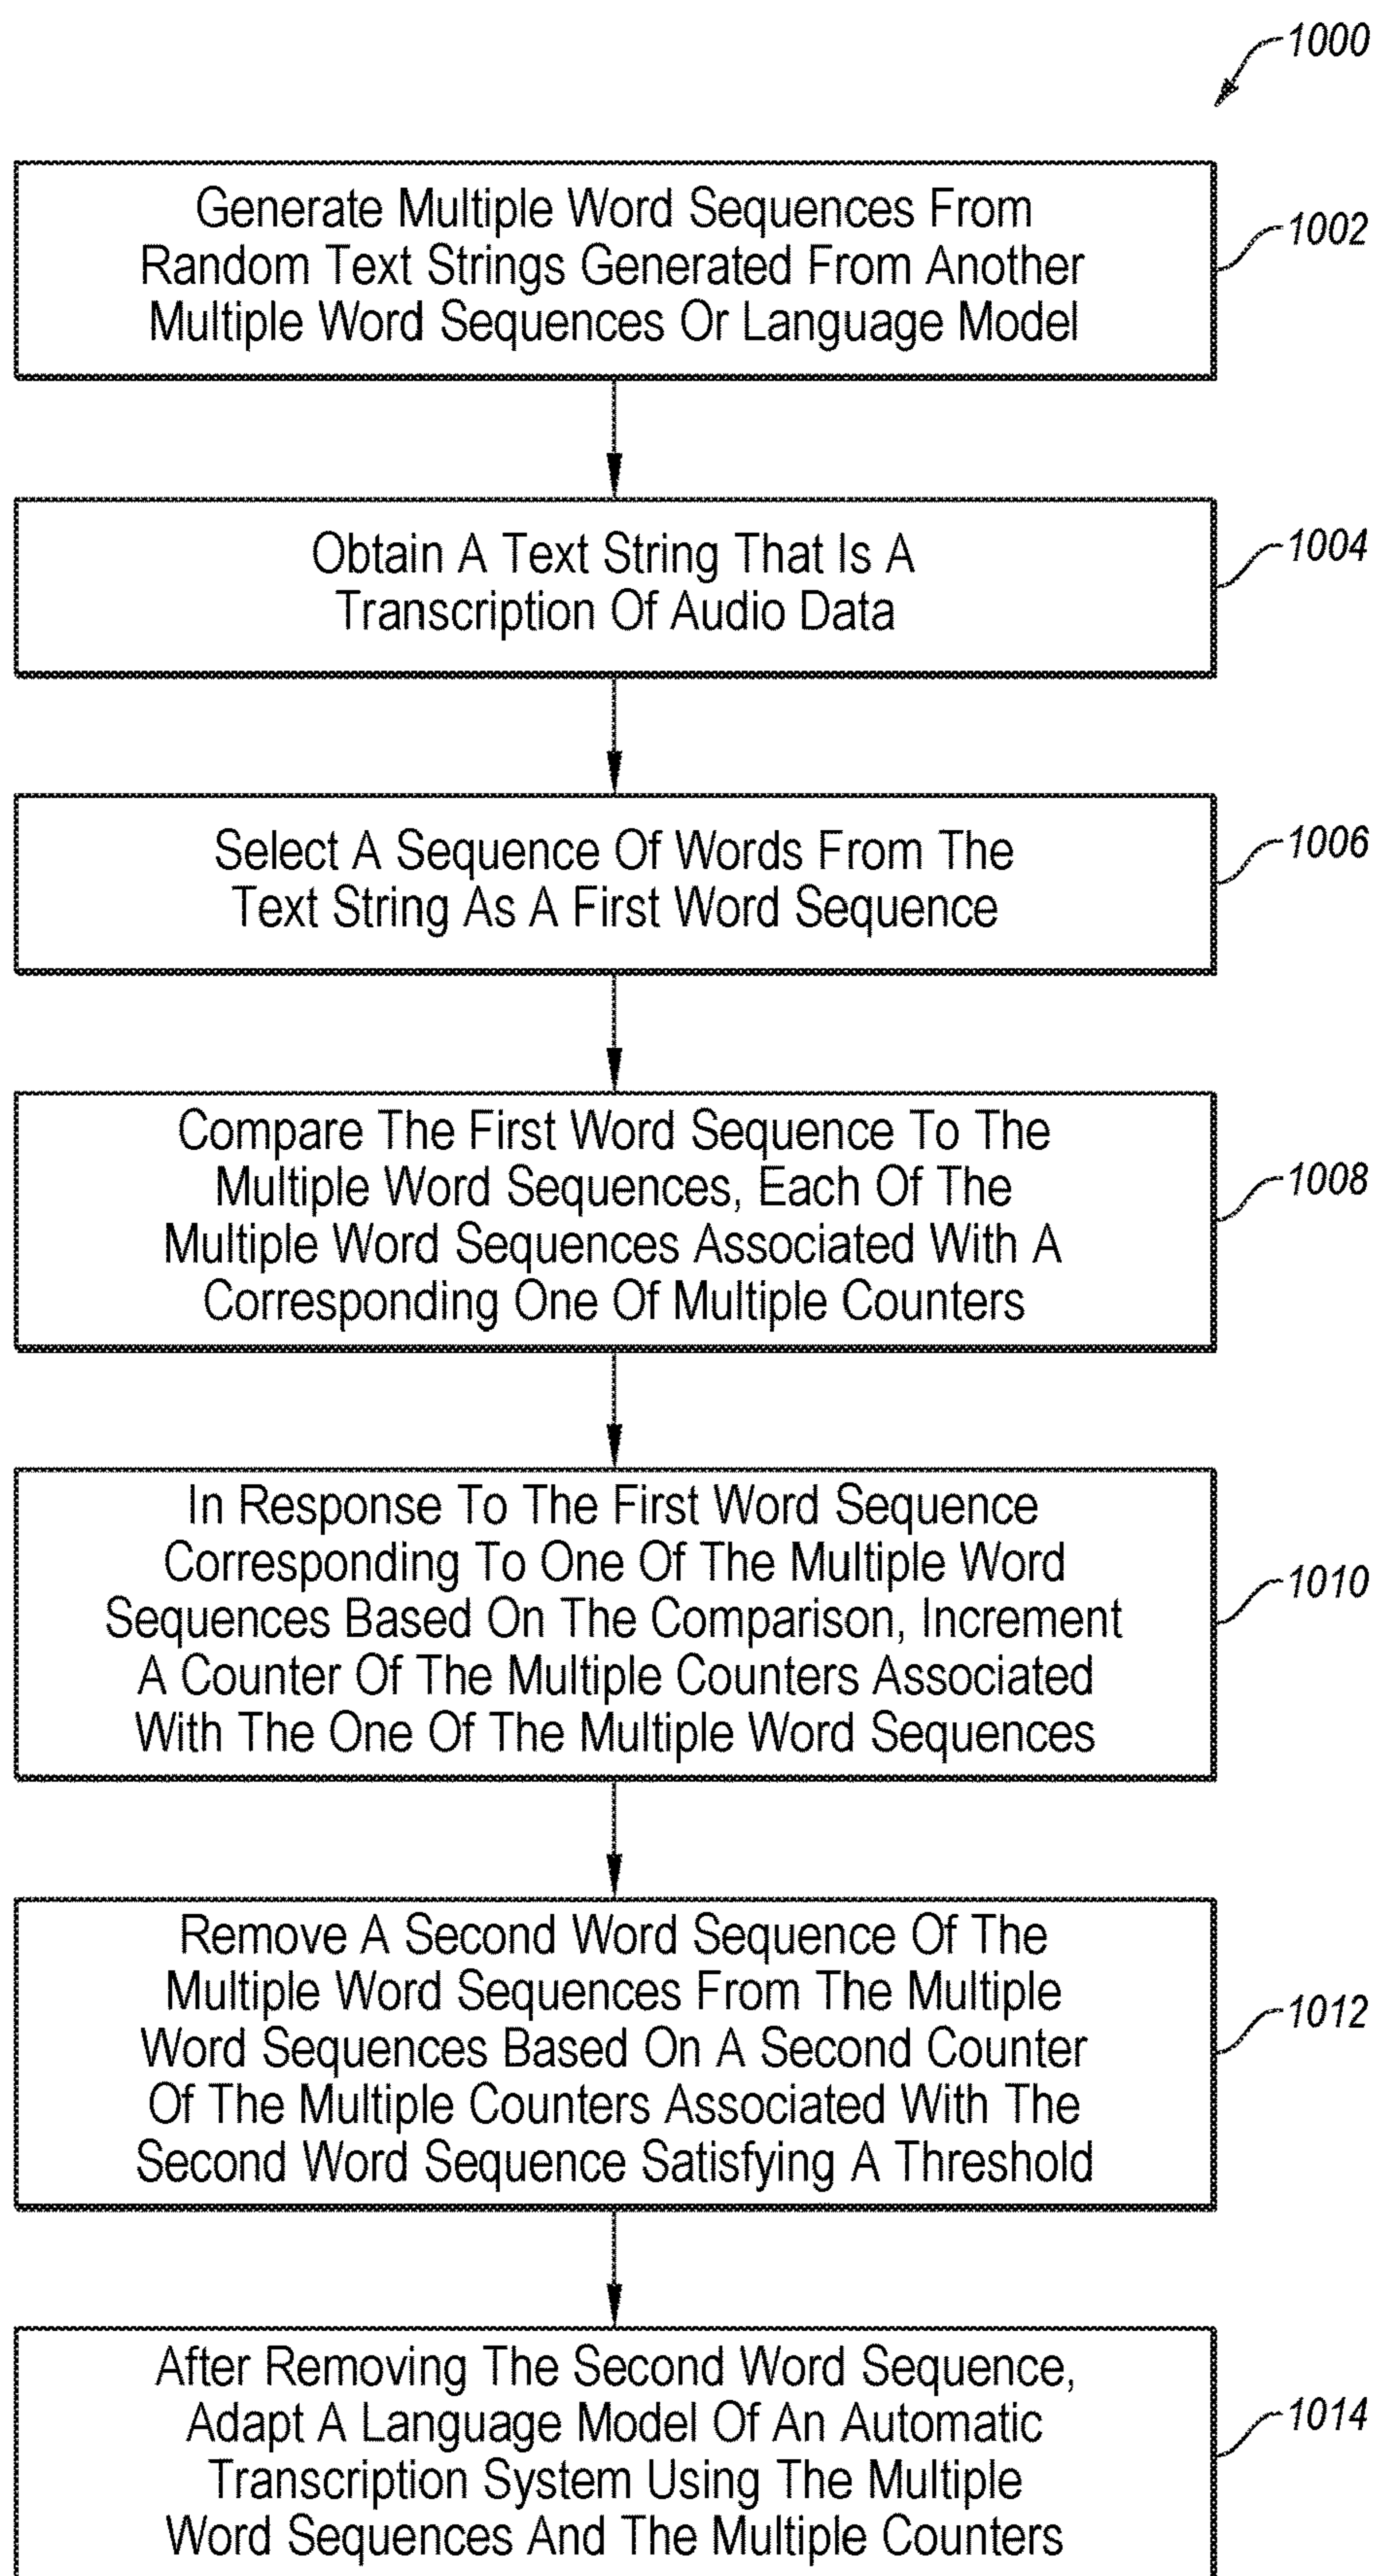 1000
Generate Multiple Word Sequences From
Random Text Strings Generated From Another
Multiple Word Sequences Or Language Model
1002
Obtain A Text String That Is A
Transcription Of Audio Data
1004
Select A Sequence Of Words From The
Text String As A First Word Sequence
1006
Compare The First Word Sequence To The
Multiple Word Sequences, Each Of The
Multiple Word Sequences Associated With A
Corresponding One Of Multiple Counters
1008
In Response To The First Word Sequence
Corresponding To One Of The Multiple Word
Sequences Based On The Comparison, Increment
A Counter Of The Multiple Counters Associated
With The One Of The Multiple Word Sequences
1010
Remove A Second Word Sequence Of The
Multiple Word Sequences From The Multiple
Word Sequences Based On A Second Counter
Of The Multiple Counters Associated With The
Second Word Sequence Satisfying A Threshold
1012
After Removing The Second Word Sequence,
Adapt A Language Model Of An Automatic
Transcription System Using The Multiple
Word Sequences And The Multiple Counters
1014